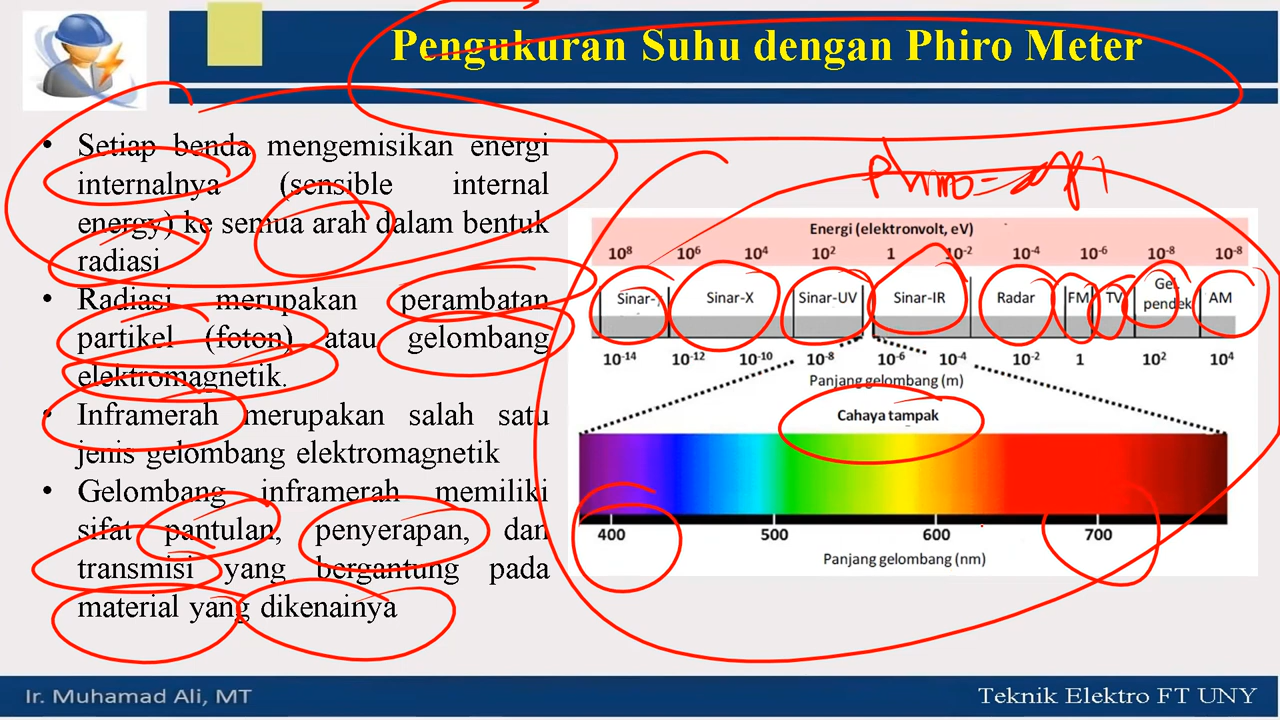 Pengukuran Suhu dengan Phiro Meter
• Setiap benda mengemisikan energi
internalnya (sensible internal
energy) ke semua arah dalam bentuk
radiasi
• Radiasi merupakan perambatan
partikel (foton) atau gelombang
elektromagnetik.
• Inframerah merupakan salah satu
jenis gelombang elektromagnetik
• Gelombang inframerah memiliki
sifat pantulan, penyerapan, dan
transmisi yang bergantung pada
material yang dikenainya
Phiro = api
Energi (elektronvolt, eV)
10⁸ 10⁶ 10⁴ 10² 1 10⁻² 10⁻⁴ 10⁻⁶ 10⁻⁸ 10⁻⁸
Sinar-γ Sinar-X Sinar-UV Sinar-IR Radar FM TV Gel. pendek AM
10⁻¹⁴ 10⁻¹² 10⁻¹⁰ 10⁻⁸ 10⁻⁶ 10⁻⁴ 10⁻² 1 10² 10⁴
Panjang gelombang (m)
Cahaya tampak
400 500 600 700
Panjang gelombang (nm)
Ir. Muhamad Ali, MT
Teknik Elektro FT UNY